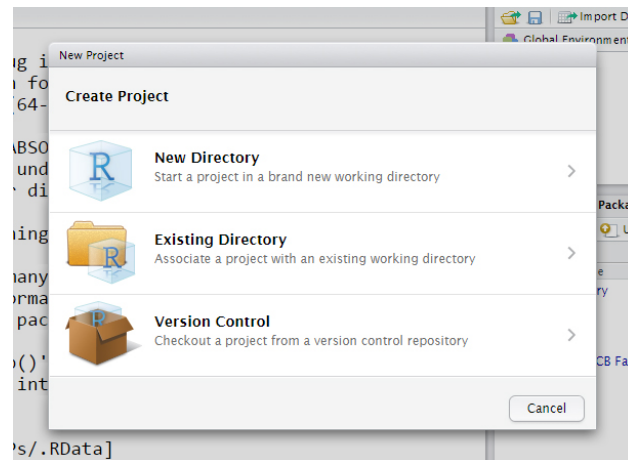 Import D
Global Environment
New Project
ug i
Create Project
fo
(64-
New Directory
Start a project in a brand new working directory
ABSO
und
di
Packa
Existing Directory
Associate a project with an existing working directory
ing
many
orma
pac
Version Control
Checkout a project from a version control repository
()'
int
CB Fa
Cancel
Ps/.RData]